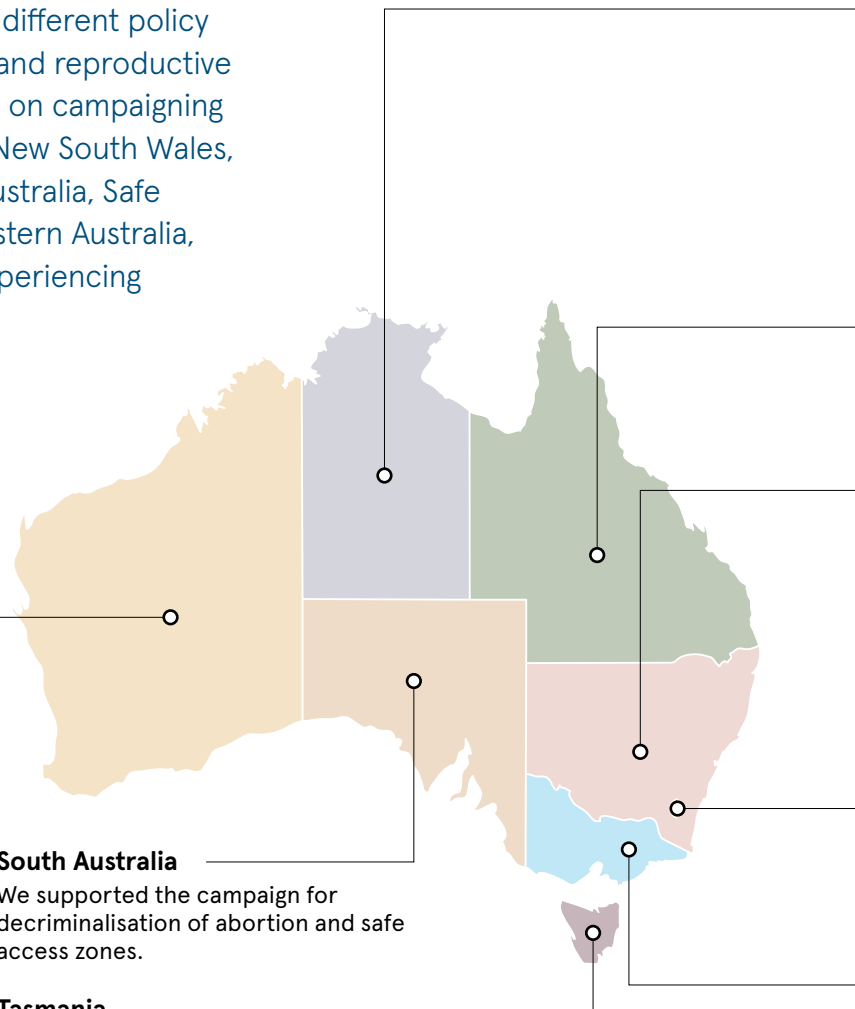 different policy
and reproductive
on campaigning
New South Wales,
ustralia, Safe
stern Australia,
periencing
South Australia
We supported the campaign for
decriminalisation of abortion and safe
access zones.
Tasmania